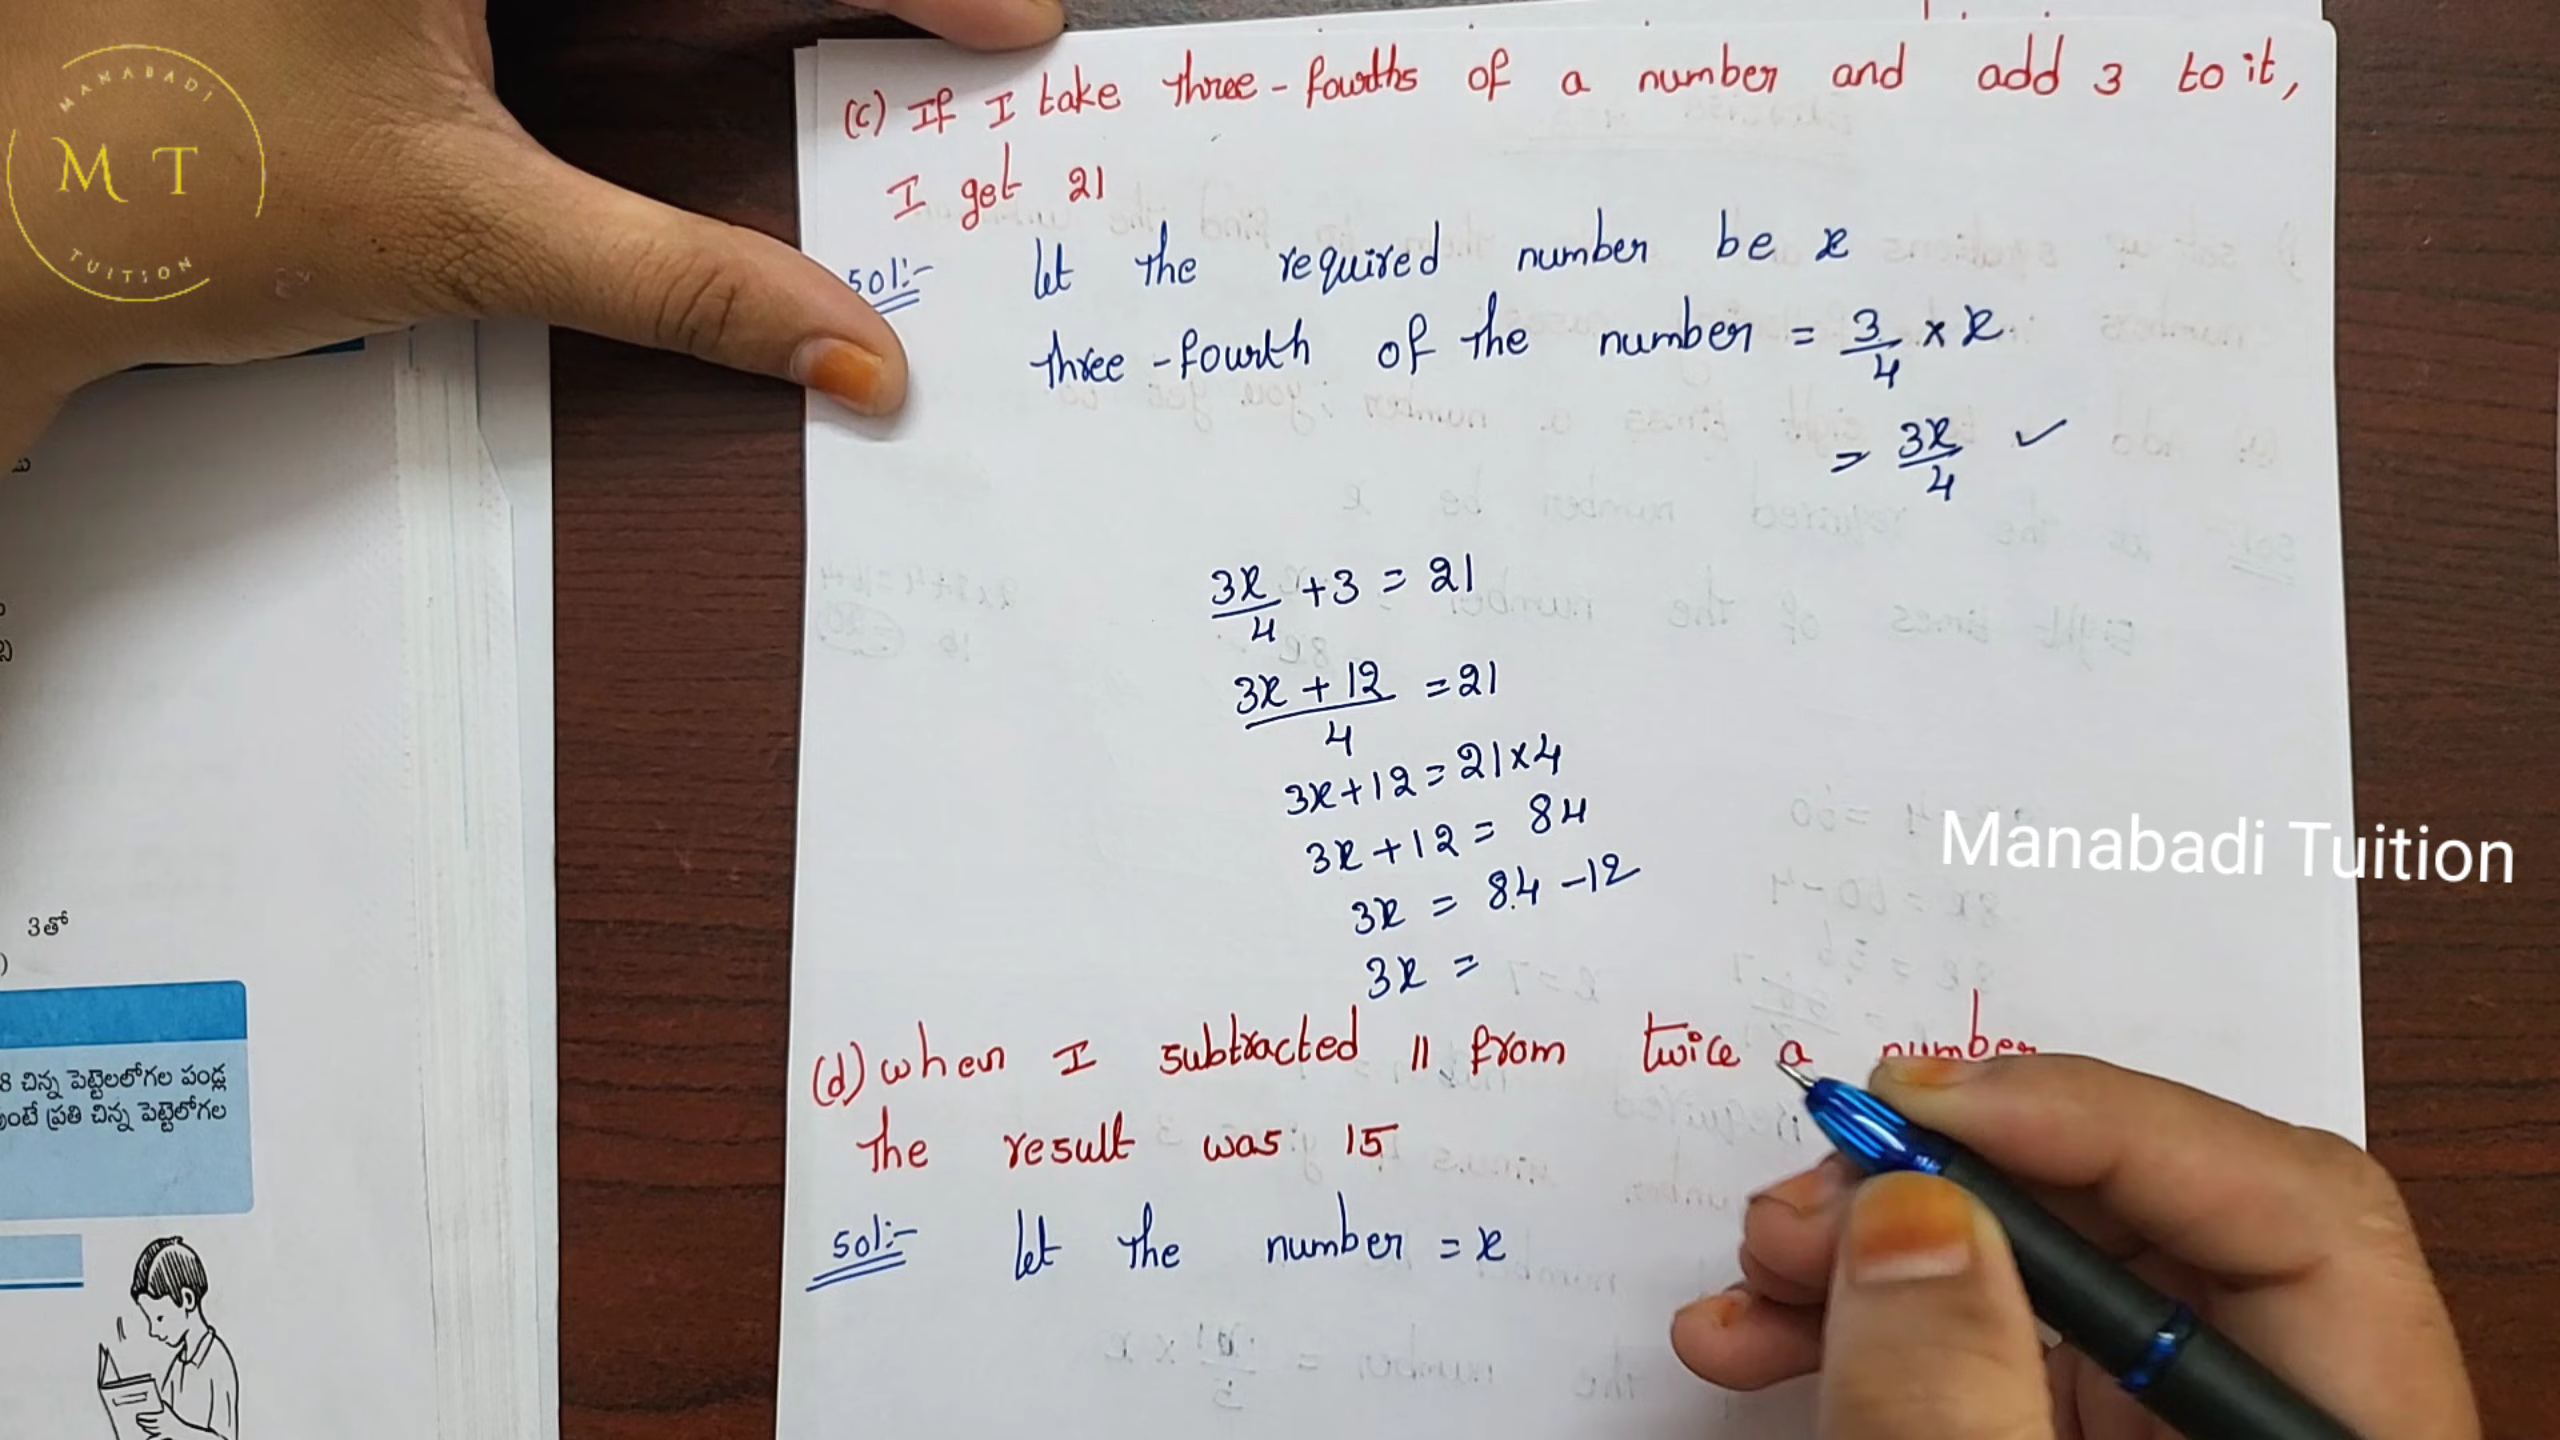 MANABADI
M T
TUITION
(c) If I take three-fourths of a number and add 3 to it,
I get 21
Sol:- let the required number be x
three-fourth of the number = 3/4 × x
= 3x/4 ✓
3x/4 + 3 = 21
(3x + 12)/4 = 21
3x + 12 = 21 × 4
3x + 12 = 84
3x = 84 - 12
3x =
(d) when I subtracted 11 from twice a number
the result was 15
Sol:- let the number = x
Manabadi Tuition
3తో
8 చిన్న పెట్టెలలోగల పండ్ల
ప్రతి చిన్న పెట్టెలోగల